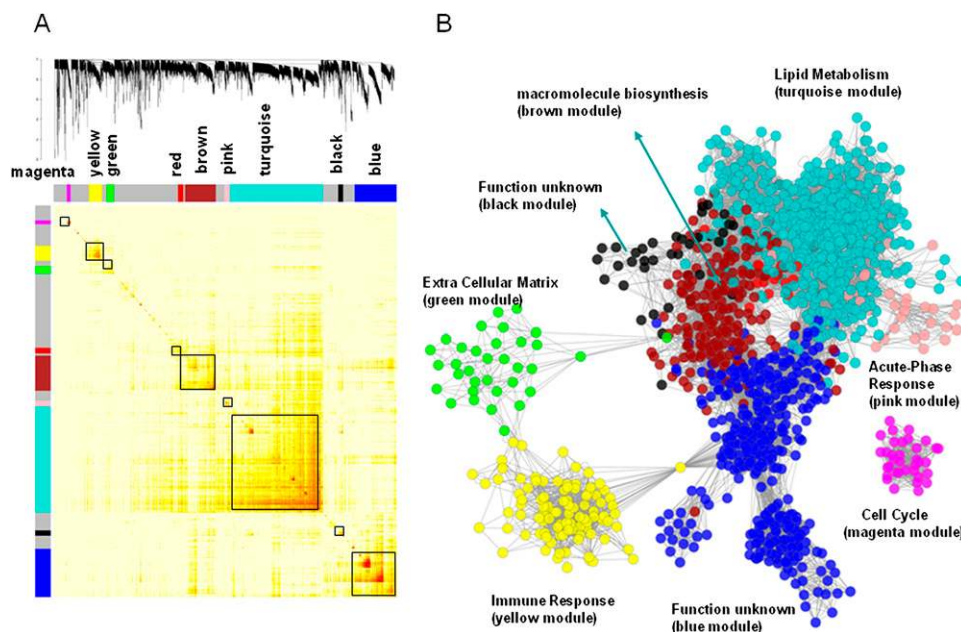 A
B
magenta
yellow
green
red
brown
pink
turquoise
black
blue
Lipid Metabolism
(turquoise module)
macromolecule biosynthesis
(brown module)
Function unknown
(black module)
Extra Cellular Matrix
(green module)
Acute-Phase
Response
(pink module)
Cell Cycle
(magenta module)
Immune Response
(yellow module)
Function unknown
(blue module)